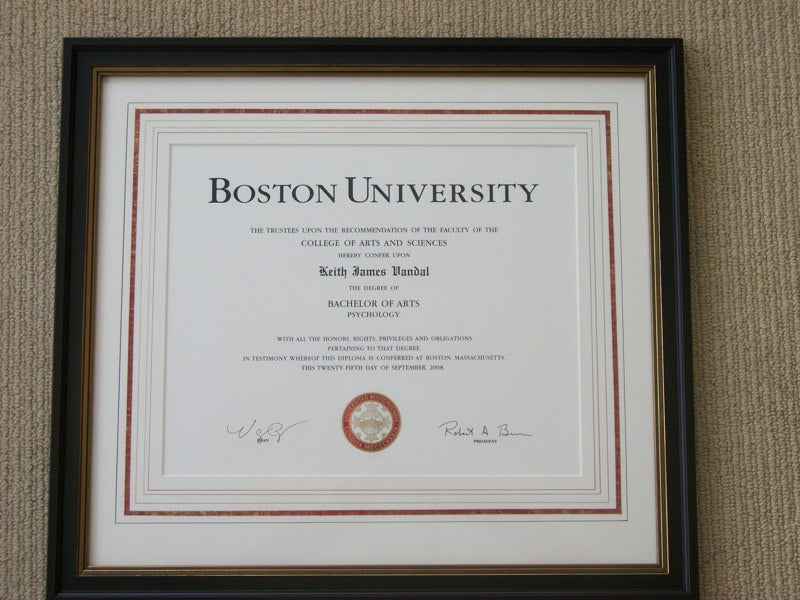 BOSTON UNIVERSITY
THE TRUSTEES UPON THE RECOMMENDATION OF THE FACULTY OF THE
COLLEGE OF ARTS AND SCIENCES
HEREBY CONFER UPON
Keith James Vandal
THE DEGREE OF
BACHELOR OF ARTS
PSYCHOLOGY
WITH ALL THE HONORS, RIGHTS, PRIVILEGES AND OBLIGATIONS
PERTAINING TO THAT DEGREE.
IN TESTIMONY WHEREOF THIS DIPLOMA IS CONFERRED AT BOSTON, MASSACHUSETTS,
THIS TWENTY-FIFTH DAY OF SEPTEMBER, 2008.
Robert A. Brown
DEAN
PRESIDENT